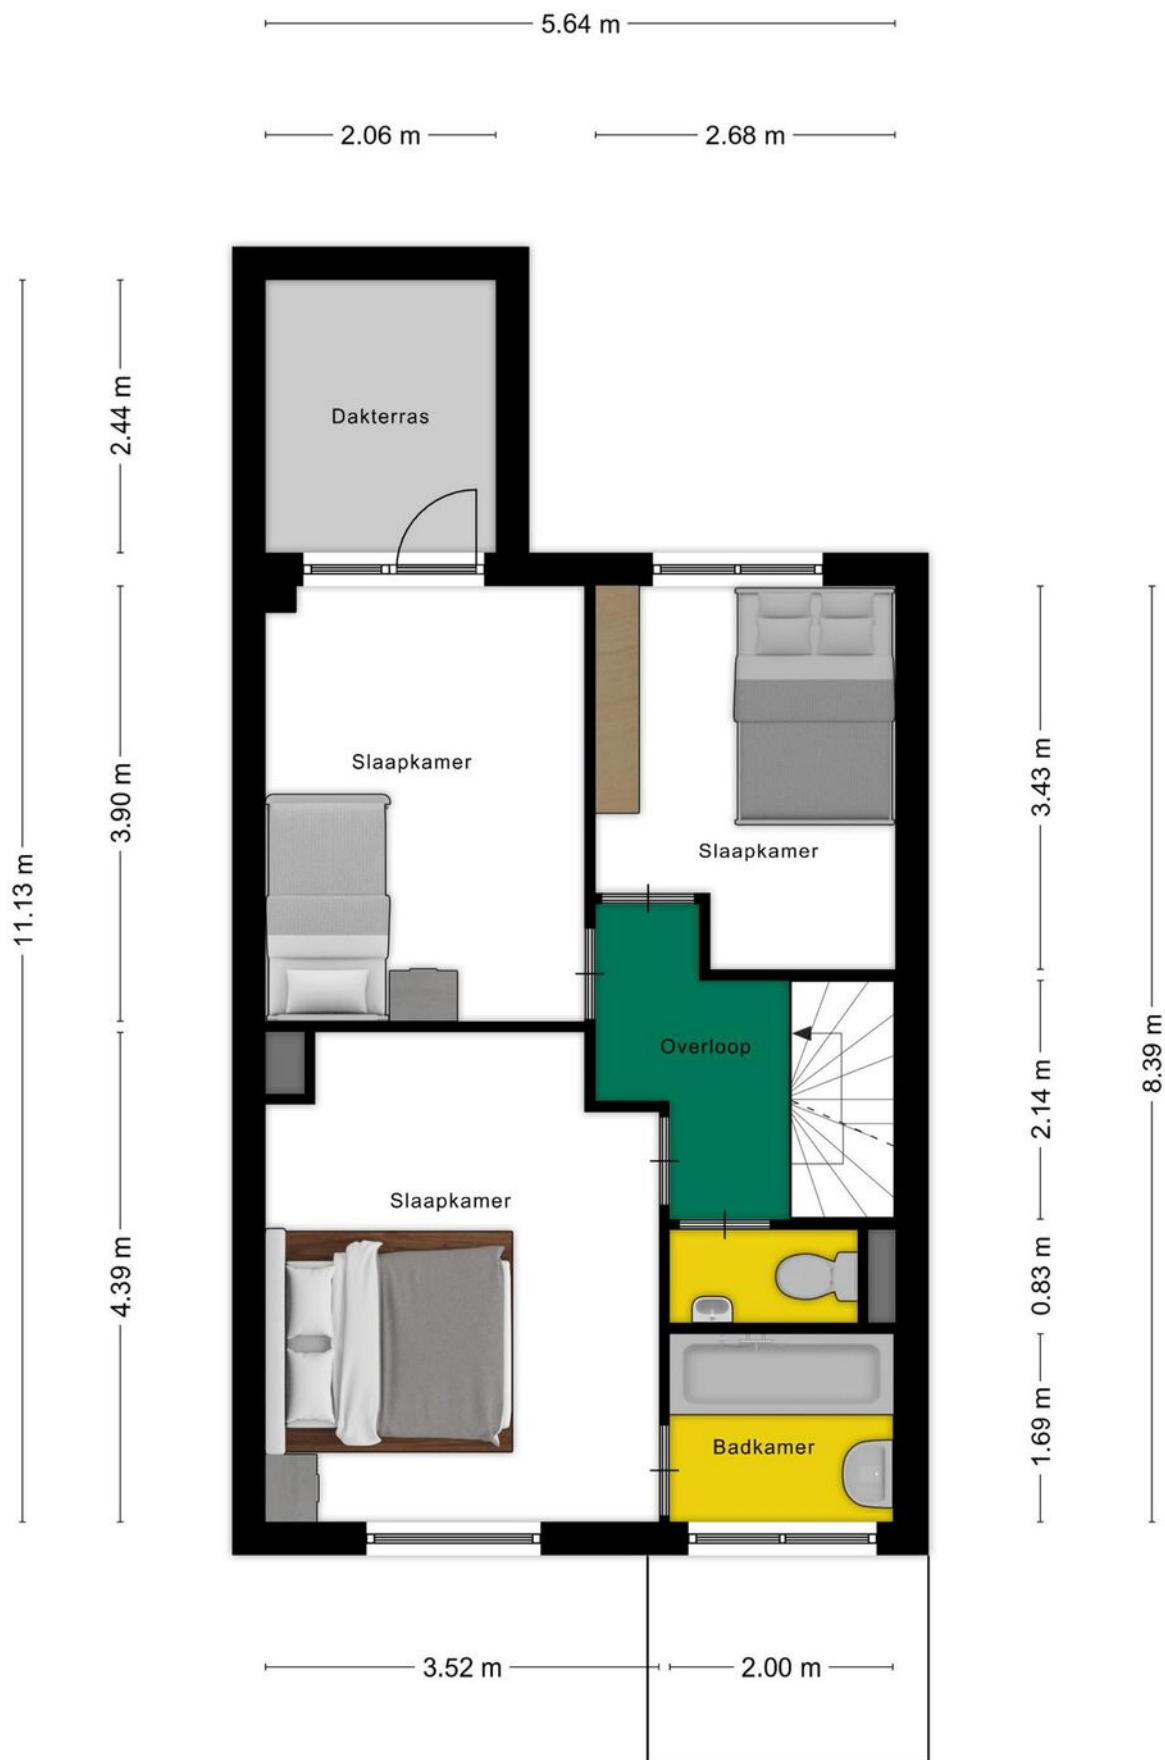 5.64 m
2.06 m
2.68 m
2.44 m
Dakterras
11.13 m
3.90 m
Slaapkamer
3.43 m
Slaapkamer
8.39 m
Overloop
2.14 m
4.39 m
Slaapkamer
0.83 m
1.69 m
Badkamer
3.52 m
2.00 m